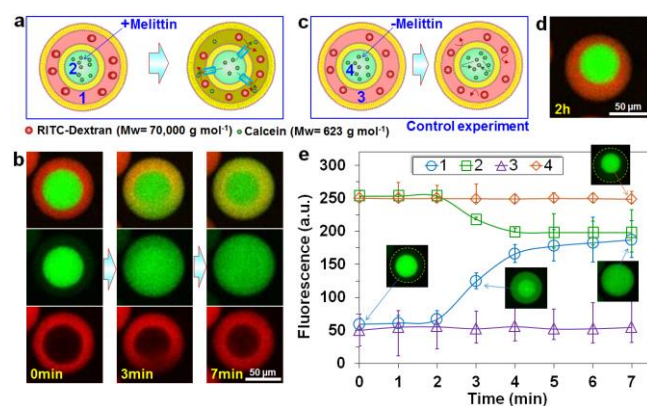 a
+Melittin
2
1
c
-Melittin
4
3
Control experiment
d
2h
50 μm
RITC-Dextran (Mw= 70,000 g mol⁻¹)
Calcein (Mw= 623 g mol⁻¹)
b
0min
3min
7min
50 μm
e
1 2 3 4
Fluorescence (a.u.)
300
250
200
150
100
50
0
0 1 2 3 4 5 6 7
Time (min)